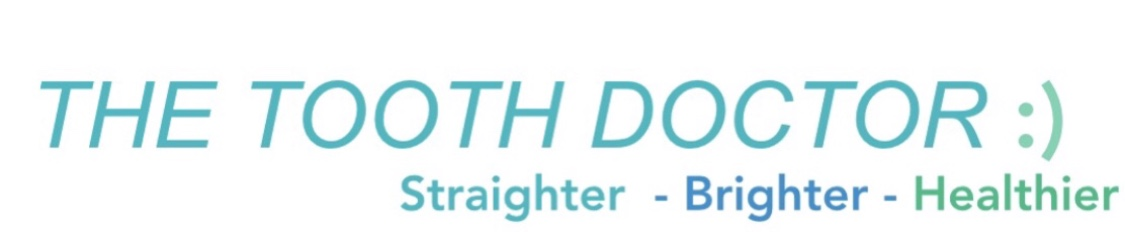 THE TOOTH DOCTOR :)
Straighter - Brighter - Healthier